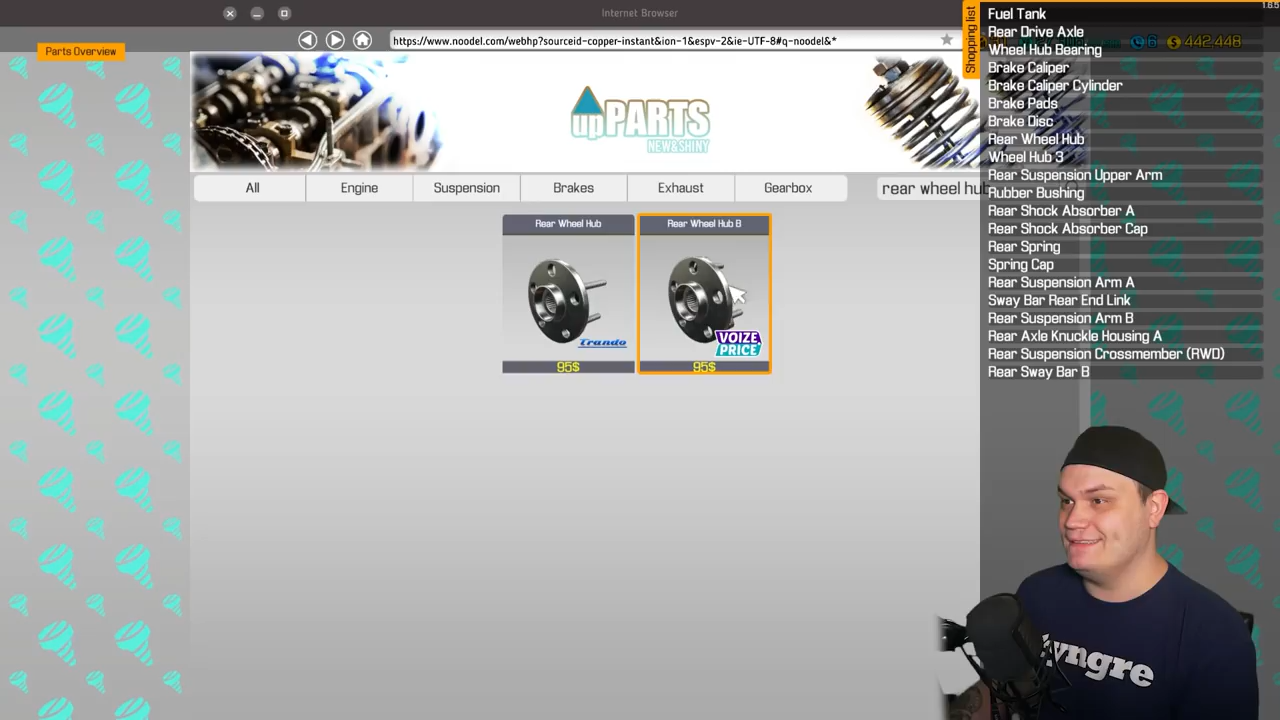 Internet Browser
1.6.5
Parts Overview
https://www.noodel.com/webhp?sourceid-copper-instant&ion-1&espv-2&ie-UTF-8#q-noodel&*
6
442,448
upPARTS
NEW&SHINY
All
Engine
Suspension
Brakes
Exhaust
Gearbox
rear wheel hub
Rear Wheel Hub
Trando
95$
Rear Wheel Hub B
VOIZE
PRICE
95$
Shopping list
Fuel Tank
Rear Drive Axle
Wheel Hub Bearing
Brake Caliper
Brake Caliper Cylinder
Brake Pads
Brake Disc
Rear Wheel Hub
Wheel Hub 3
Rear Suspension Upper Arm
Rubber Bushing
Rear Shock Absorber A
Rear Shock Absorber Cap
Rear Spring
Spring Cap
Rear Suspension Arm A
Sway Bar Rear End Link
Rear Suspension Arm B
Rear Axle Knuckle Housing A
Rear Suspension Crossmember (RWD)
Rear Sway Bar B